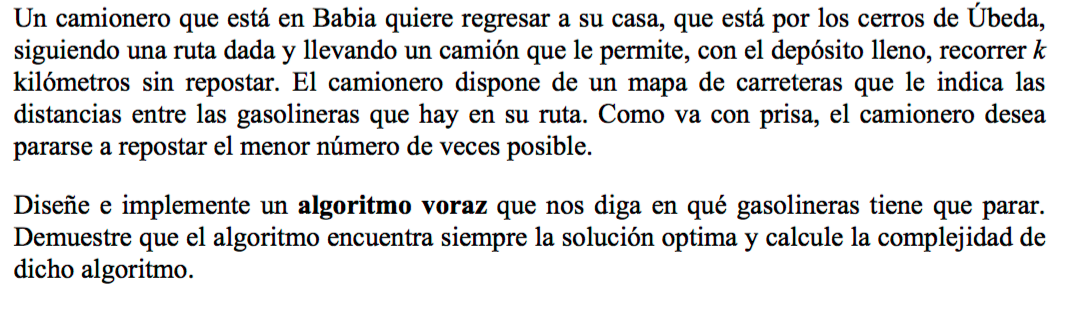 Un camionero que está en Babia quiere regresar a su casa, que está por los cerros de Úbeda,
siguiendo una ruta dada y llevando un camión que le permite, con el depósito lleno, recorrer k
kilómetros sin repostar. El camionero dispone de un mapa de carreteras que le indica las
distancias entre las gasolineras que hay en su ruta. Como va con prisa, el camionero desea
pararse a repostar el menor número de veces posible.
Diseñe e implemente un algoritmo voraz que nos diga en qué gasolineras tiene que parar.
Demuestre que el algoritmo encuentra siempre la solución optima y calcule la complejidad de
dicho algoritmo.